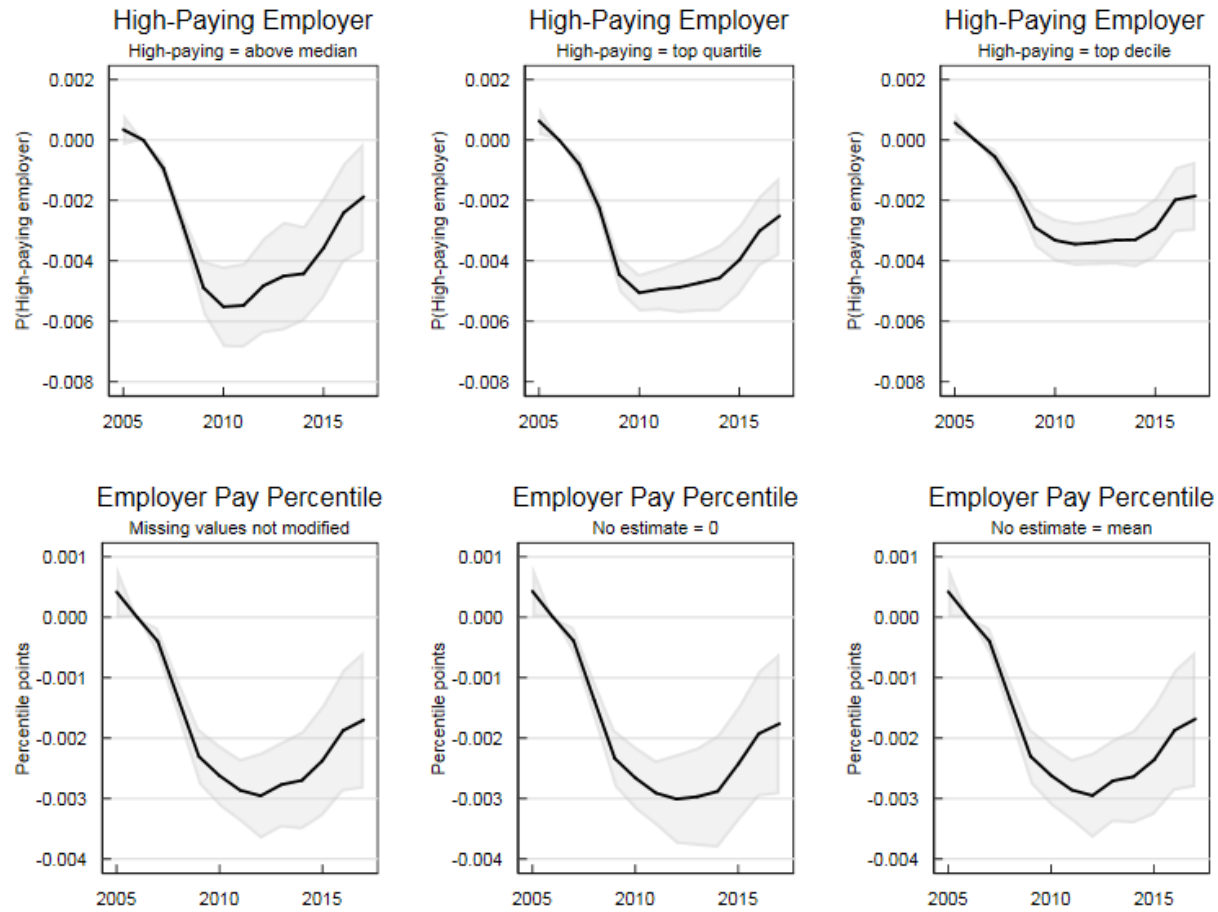 High-Paying Employer
High-paying = above median
P(High-paying employer)
0.002
0.000
-0.002
-0.004
-0.006
-0.008
2005 2010 2015
High-Paying Employer
High-paying = top quartile
P(High-paying employer)
0.002
0.000
-0.002
-0.004
-0.006
-0.008
2005 2010 2015
High-Paying Employer
High-paying = top decile
P(High-paying employer)
0.002
0.000
-0.002
-0.004
-0.006
-0.008
2005 2010 2015
Employer Pay Percentile
Missing values not modified
Percentile points
0.001
0.000
-0.001
-0.002
-0.003
-0.004
2005 2010 2015
Employer Pay Percentile
No estimate = 0
Percentile points
0.001
0.000
-0.001
-0.002
-0.003
-0.004
2005 2010 2015
Employer Pay Percentile
No estimate = mean
Percentile points
0.001
0.000
-0.001
-0.002
-0.003
-0.004
2005 2010 2015